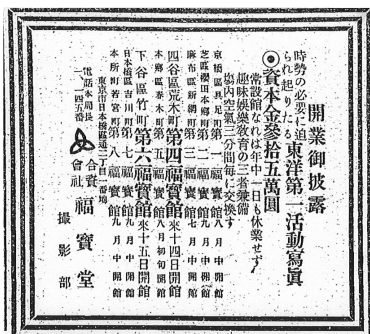 開業御披露
時勢の必要に迫
られ起りたる
東洋第一活動寫眞
◉資本金參拾五萬圓
常設館なれば年中一日も休業せず
趣味娯樂教育の三者兼備
塲内空氣三分間毎に交換す
京橋區具足町第一福寶館八月中開館
芝區櫻田本郷町第二福寶館八月中開館
麻布區新網町第三福寶館七月中開館
四谷區荒木町第四福寶館來十四日開館
本郷區春木町第五福寶館八月初旬開館
下谷區竹町第六福寶館來十五日開館
日本橋區吉川町第七福寶館九月中開館
本所區若宮町第八福寶館九月中開館
東京市日本橋區通二丁目一番地
合資會社福寶堂
撮影部
電話本局長一、一四五番